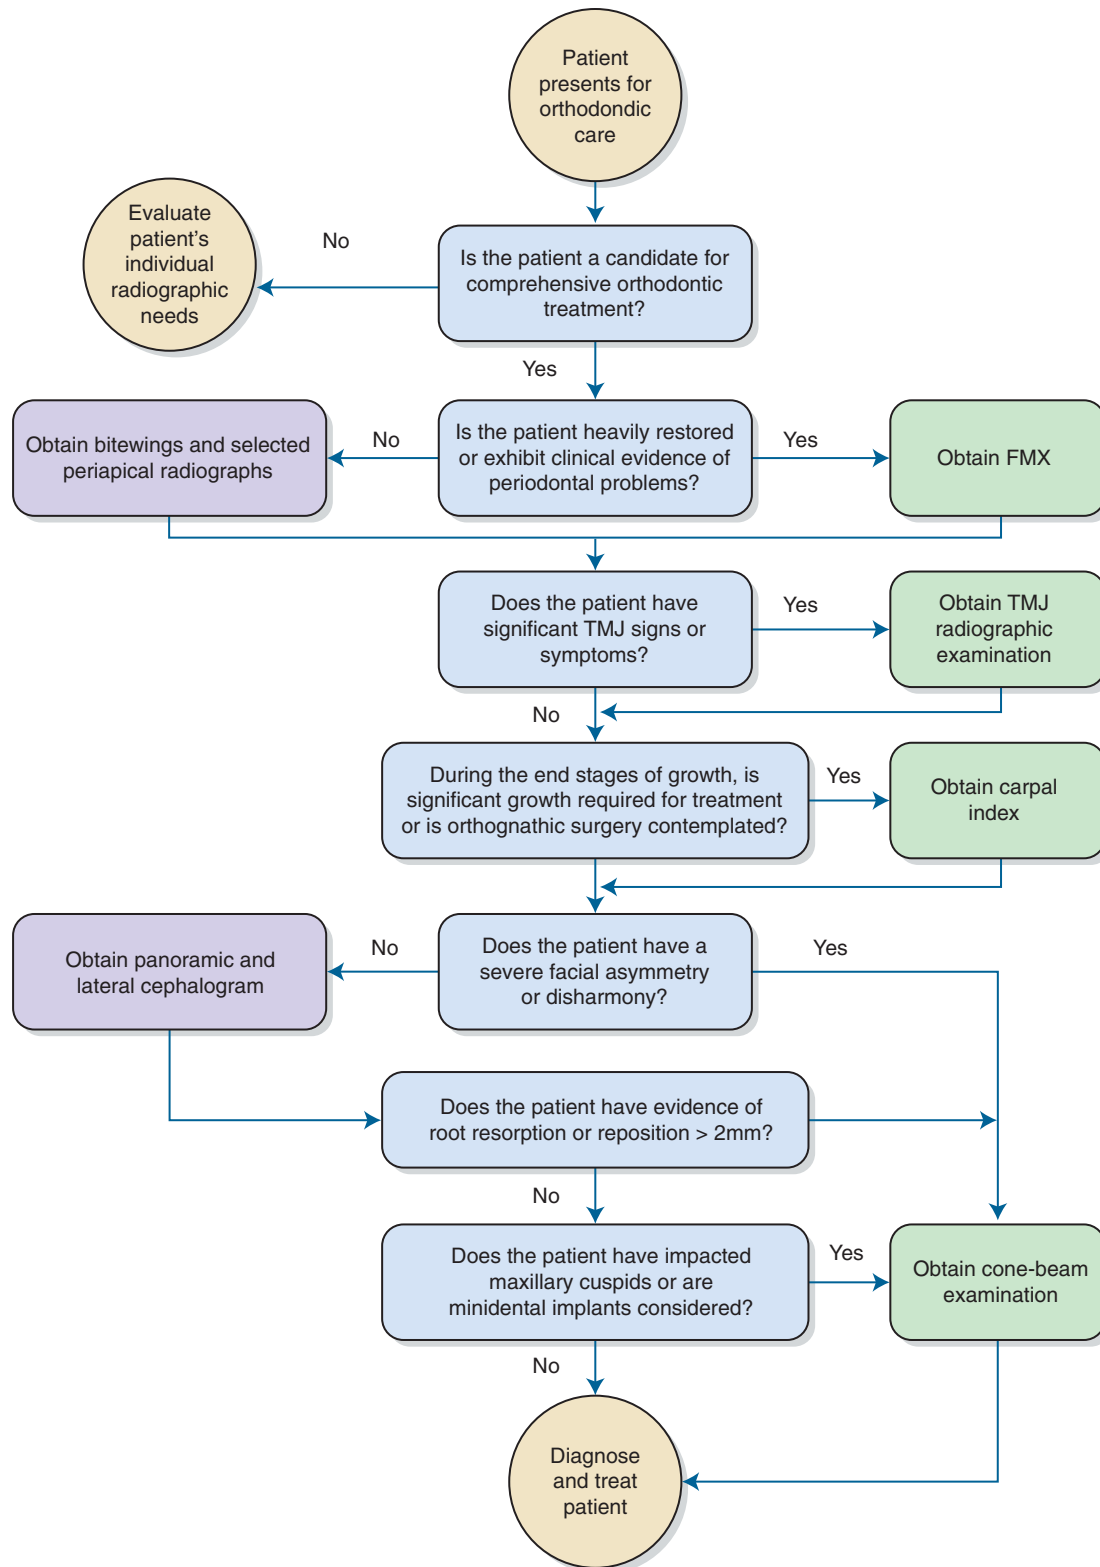 Patient
presents for
orthodondic
care
Evaluate
patient's
individual
radiographic
needs
No
Is the patient a candidate for
comprehensive orthodontic
treatment?
Yes
Obtain bitewings and selected
periapical radiographs
No
Is the patient heavily restored
or exhibit clinical evidence of
periodontal problems?
Yes
Obtain FMX
Does the patient have
significant TMJ signs or
symptoms?
Yes
Obtain TMJ
radiographic
examination
No
During the end stages of growth, is
significant growth required for treatment
or is orthognathic surgery contemplated?
Yes
Obtain carpal
index
Obtain panoramic and
lateral cephalogram
No
Does the patient have a
severe facial asymmetry
or disharmony?
Yes
Does the patient have evidence of
root resorption or reposition > 2mm?
No
Does the patient have impacted
maxillary cuspids or are
minidental implants considered?
Yes
Obtain cone-beam
examination
No
Diagnose
and treat
patient